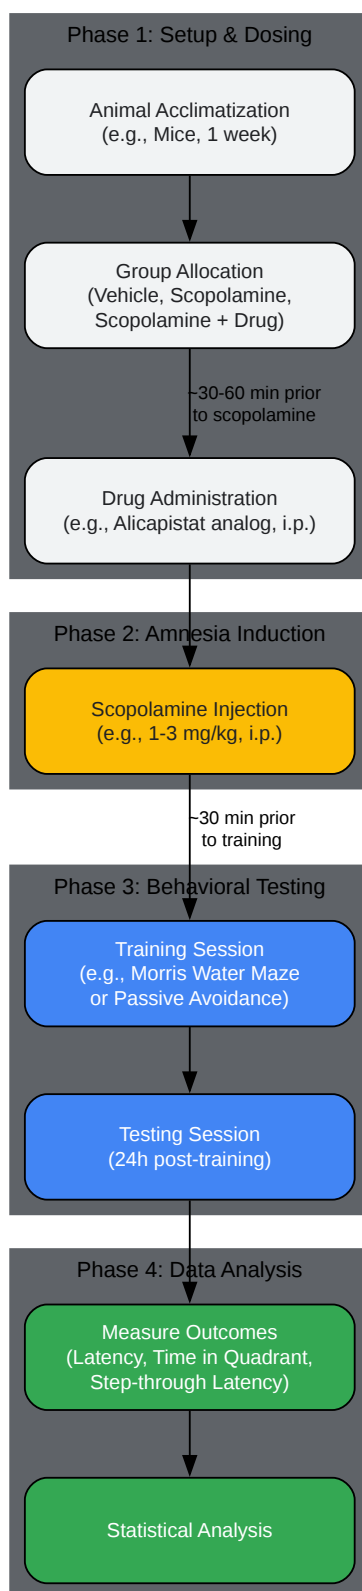 Phase 1: Setup & Dosing
Animal Acclimatization
(e.g., Mice, 1 week)
Group Allocation
(Vehicle, Scopolamine,
Scopolamine + Drug)
~30-60 min prior
to scopolamine
Drug Administration
(e.g., Alicapistat analog, i.p.)
Phase 2: Amnesia Induction
Scopolamine Injection
(e.g., 1-3 mg/kg, i.p.)
~30 min prior
to training
Phase 3: Behavioral Testing
Training Session
(e.g., Morris Water Maze
or Passive Avoidance)
Testing Session
(24h post-training)
Phase 4: Data Analysis
Measure Outcomes
(Latency, Time in Quadrant,
Step-through Latency)
Statistical Analysis